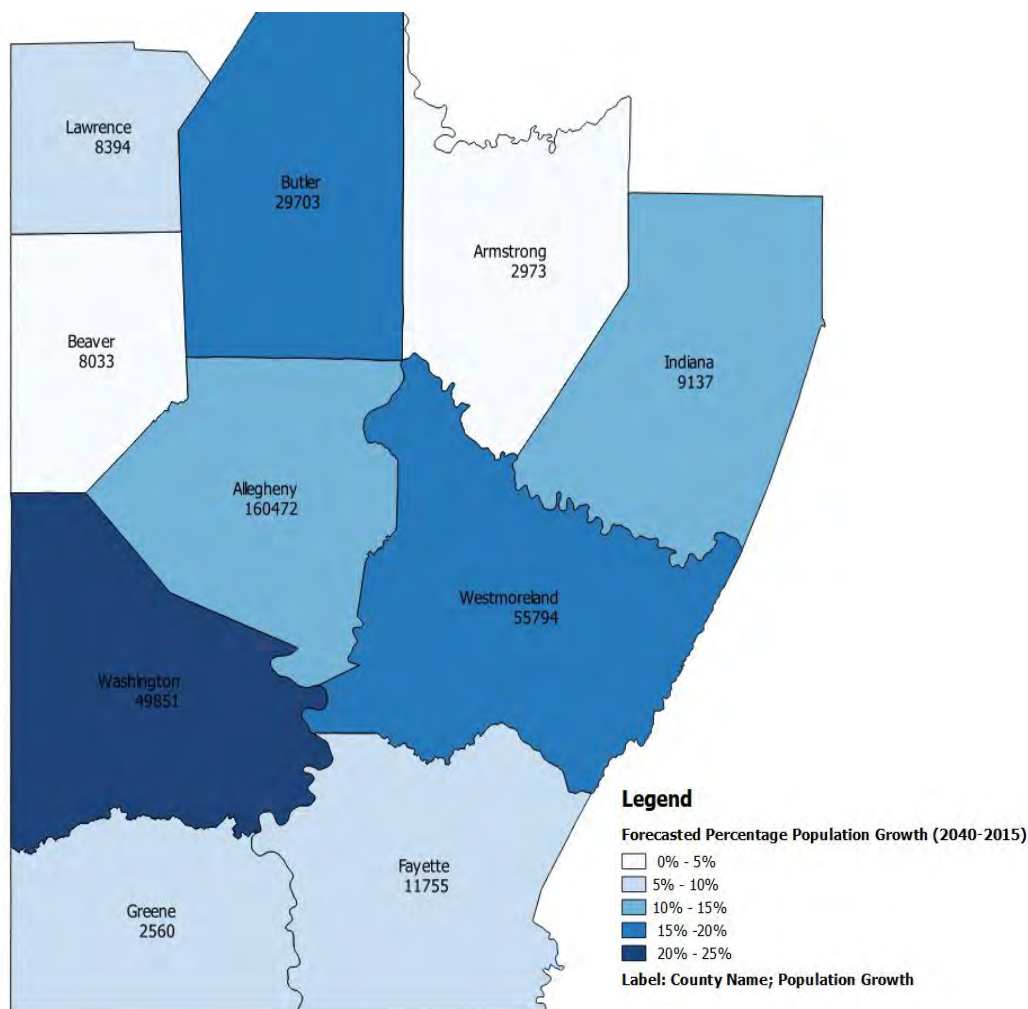 Lawrence
8394
Butler
29703
Armstrong
2973
Beaver
8033
Indiana
9137
Allegheny
160472
Westmoreland
55794
Washington
49851
Fayette
11755
Greene
2560
Legend
Forecasted Percentage Population Growth (2040-2015)
0% - 5%
5% - 10%
10% - 15%
15% -20%
20% - 25%
Label: County Name; Population Growth